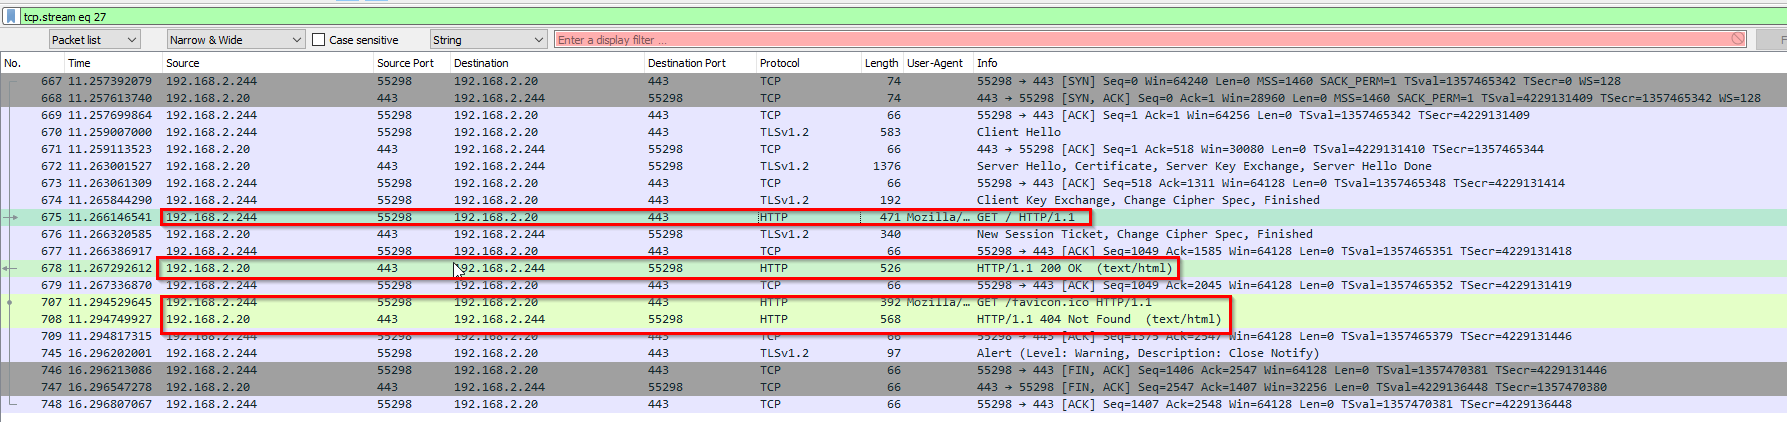 tcp.stream eq 27
Packet list Narrow & Wide Case sensitive String Enter a display filter ... F
No. Time Source Source Port Destination Destination Port Protocol Length User-Agent Info
667 11.257392079 192.168.2.244 55298 192.168.2.20 443 TCP 74 55298 → 443 [SYN] Seq=0 Win=64240 Len=0 MSS=1460 SACK_PERM=1 TSval=1357465342 TSecr=0 WS=128
668 11.257613740 192.168.2.20 443 192.168.2.244 55298 TCP 74 443 → 55298 [SYN, ACK] Seq=0 Ack=1 Win=28960 Len=0 MSS=1460 SACK_PERM=1 TSval=4229131409 TSecr=1357465342 WS=128
669 11.257699864 192.168.2.244 55298 192.168.2.20 443 TCP 66 55298 → 443 [ACK] Seq=1 Ack=1 Win=64256 Len=0 TSval=1357465342 TSecr=4229131409
670 11.259007000 192.168.2.244 55298 192.168.2.20 443 TLSv1.2 583 Client Hello
671 11.259113523 192.168.2.20 443 192.168.2.244 55298 TCP 66 443 → 55298 [ACK] Seq=1 Ack=518 Win=30080 Len=0 TSval=4229131410 TSecr=1357465344
672 11.263001527 192.168.2.20 443 192.168.2.244 55298 TLSv1.2 1376 Server Hello, Certificate, Server Key Exchange, Server Hello Done
673 11.263061309 192.168.2.244 55298 192.168.2.20 443 TCP 66 55298 → 443 [ACK] Seq=518 Ack=1311 Win=64128 Len=0 TSval=1357465348 TSecr=4229131414
674 11.265844290 192.168.2.244 55298 192.168.2.20 443 TLSv1.2 192 Client Key Exchange, Change Cipher Spec, Finished
675 11.266146541 192.168.2.244 55298 192.168.2.20 443 HTTP 471 Mozilla/… GET / HTTP/1.1
676 11.266320585 192.168.2.20 443 192.168.2.244 55298 TLSv1.2 340 New Session Ticket, Change Cipher Spec, Finished
677 11.266386917 192.168.2.244 55298 192.168.2.20 443 TCP 66 55298 → 443 [ACK] Seq=1049 Ack=1585 Win=64128 Len=0 TSval=1357465351 TSecr=4229131418
678 11.267292612 192.168.2.20 443 192.168.2.244 55298 HTTP 526 HTTP/1.1 200 OK (text/html)
679 11.267336870 192.168.2.244 55298 192.168.2.20 443 TCP 66 55298 → 443 [ACK] Seq=1049 Ack=2045 Win=64128 Len=0 TSval=1357465352 TSecr=4229131419
707 11.294529645 192.168.2.244 55298 192.168.2.20 443 HTTP 392 Mozilla/… GET /favicon.ico HTTP/1.1
708 11.294749927 192.168.2.20 443 192.168.2.244 55298 HTTP 568 HTTP/1.1 404 Not Found (text/html)
709 11.294817315 192.168.2.244 55298 192.168.2.20 443 TCP 66 55298 → 443 [ACK] Seq=1375 Ack=2547 Win=64128 Len=0 TSval=1357465379 TSecr=4229131446
745 16.296202001 192.168.2.244 55298 192.168.2.20 443 TLSv1.2 97 Alert (Level: Warning, Description: Close Notify)
746 16.296213086 192.168.2.244 55298 192.168.2.20 443 TCP 66 55298 → 443 [FIN, ACK] Seq=1406 Ack=2547 Win=64128 Len=0 TSval=1357470381 TSecr=4229131446
747 16.296547278 192.168.2.20 443 192.168.2.244 55298 TCP 66 443 → 55298 [FIN, ACK] Seq=2547 Ack=1407 Win=32256 Len=0 TSval=4229136448 TSecr=1357470380
748 16.296807067 192.168.2.244 55298 192.168.2.20 443 TCP 66 55298 → 443 [ACK] Seq=1407 Ack=2548 Win=64128 Len=0 TSval=1357470381 TSecr=4229136448